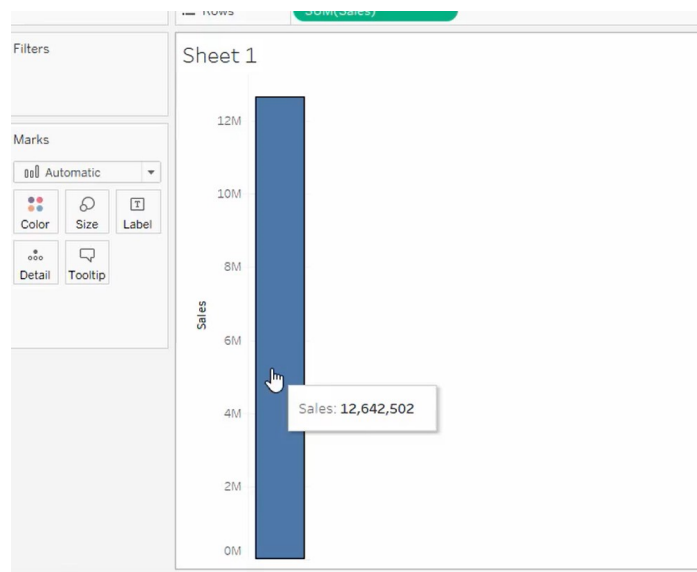 Rows
SUM(Sales)
Filters
Sheet 1
Marks
Automatic
Color
Size
Label
Detail
Tooltip
Sales
12M
10M
8M
6M
4M
2M
0M
Sales: 12,642,502